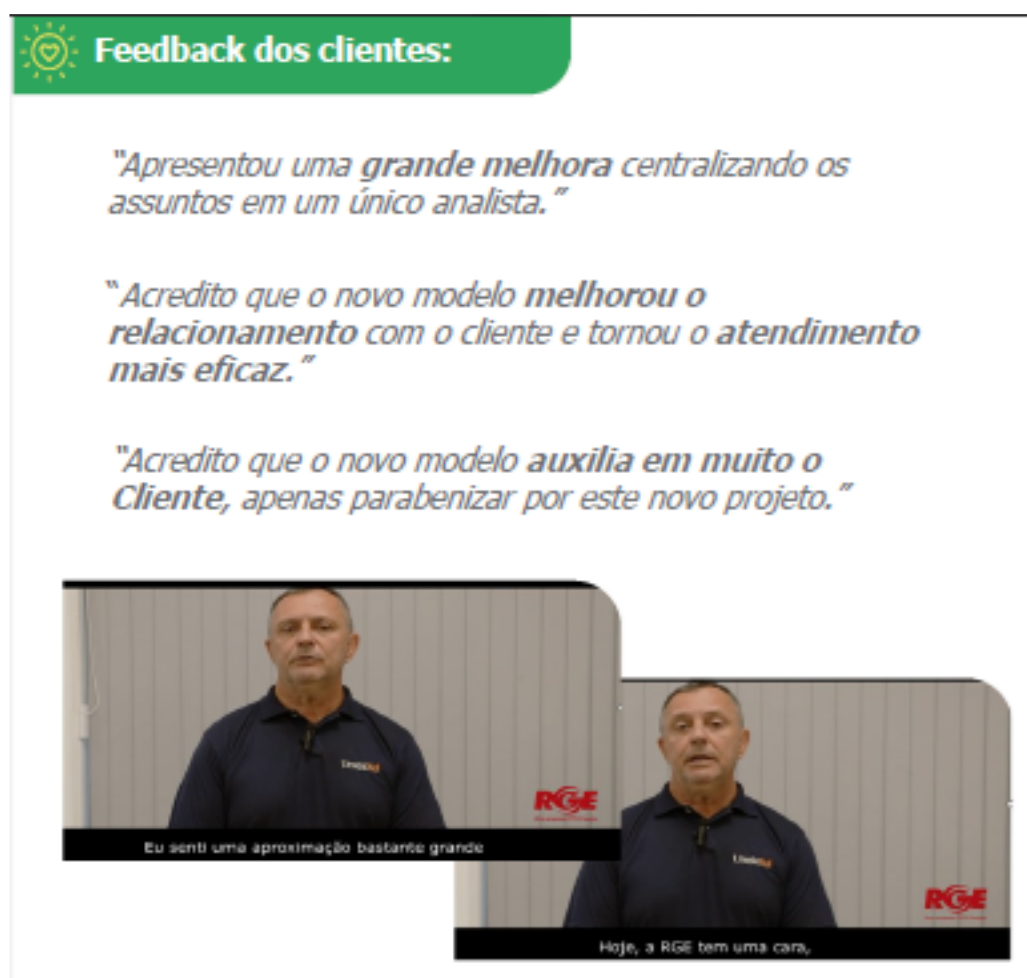 Feedback dos clientes:
"Apresentou uma grande melhora centralizando os
assuntos em um único analista."
"Acredito que o novo modelo melhorou o
relacionamento com o cliente e tornou o atendimento
mais eficaz."
"Acredito que o novo modelo auxilia em muito o
Cliente, apenas parabenizar por este novo projeto."
RGE
Eu senti uma aproximação bastante grande
RGE
Hoje, a RGE tem uma cara,